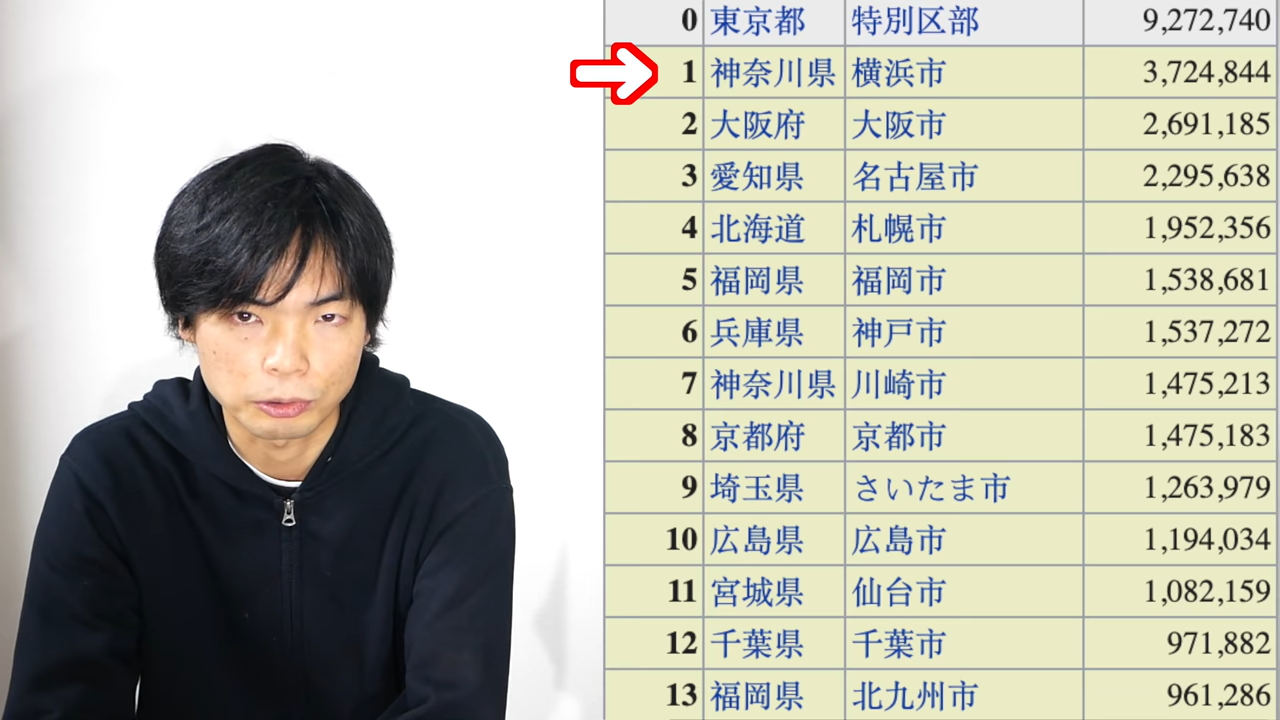 0 東京都 特別区部 9,272,740
1 神奈川県 横浜市 3,724,844
2 大阪府 大阪市 2,691,185
3 愛知県 名古屋市 2,295,638
4 北海道 札幌市 1,952,356
5 福岡県 福岡市 1,538,681
6 兵庫県 神戸市 1,537,272
7 神奈川県 川崎市 1,475,213
8 京都府 京都市 1,475,183
9 埼玉県 さいたま市 1,263,979
10 広島県 広島市 1,194,034
11 宮城県 仙台市 1,082,159
12 千葉県 千葉市 971,882
13 福岡県 北九州市 961,286